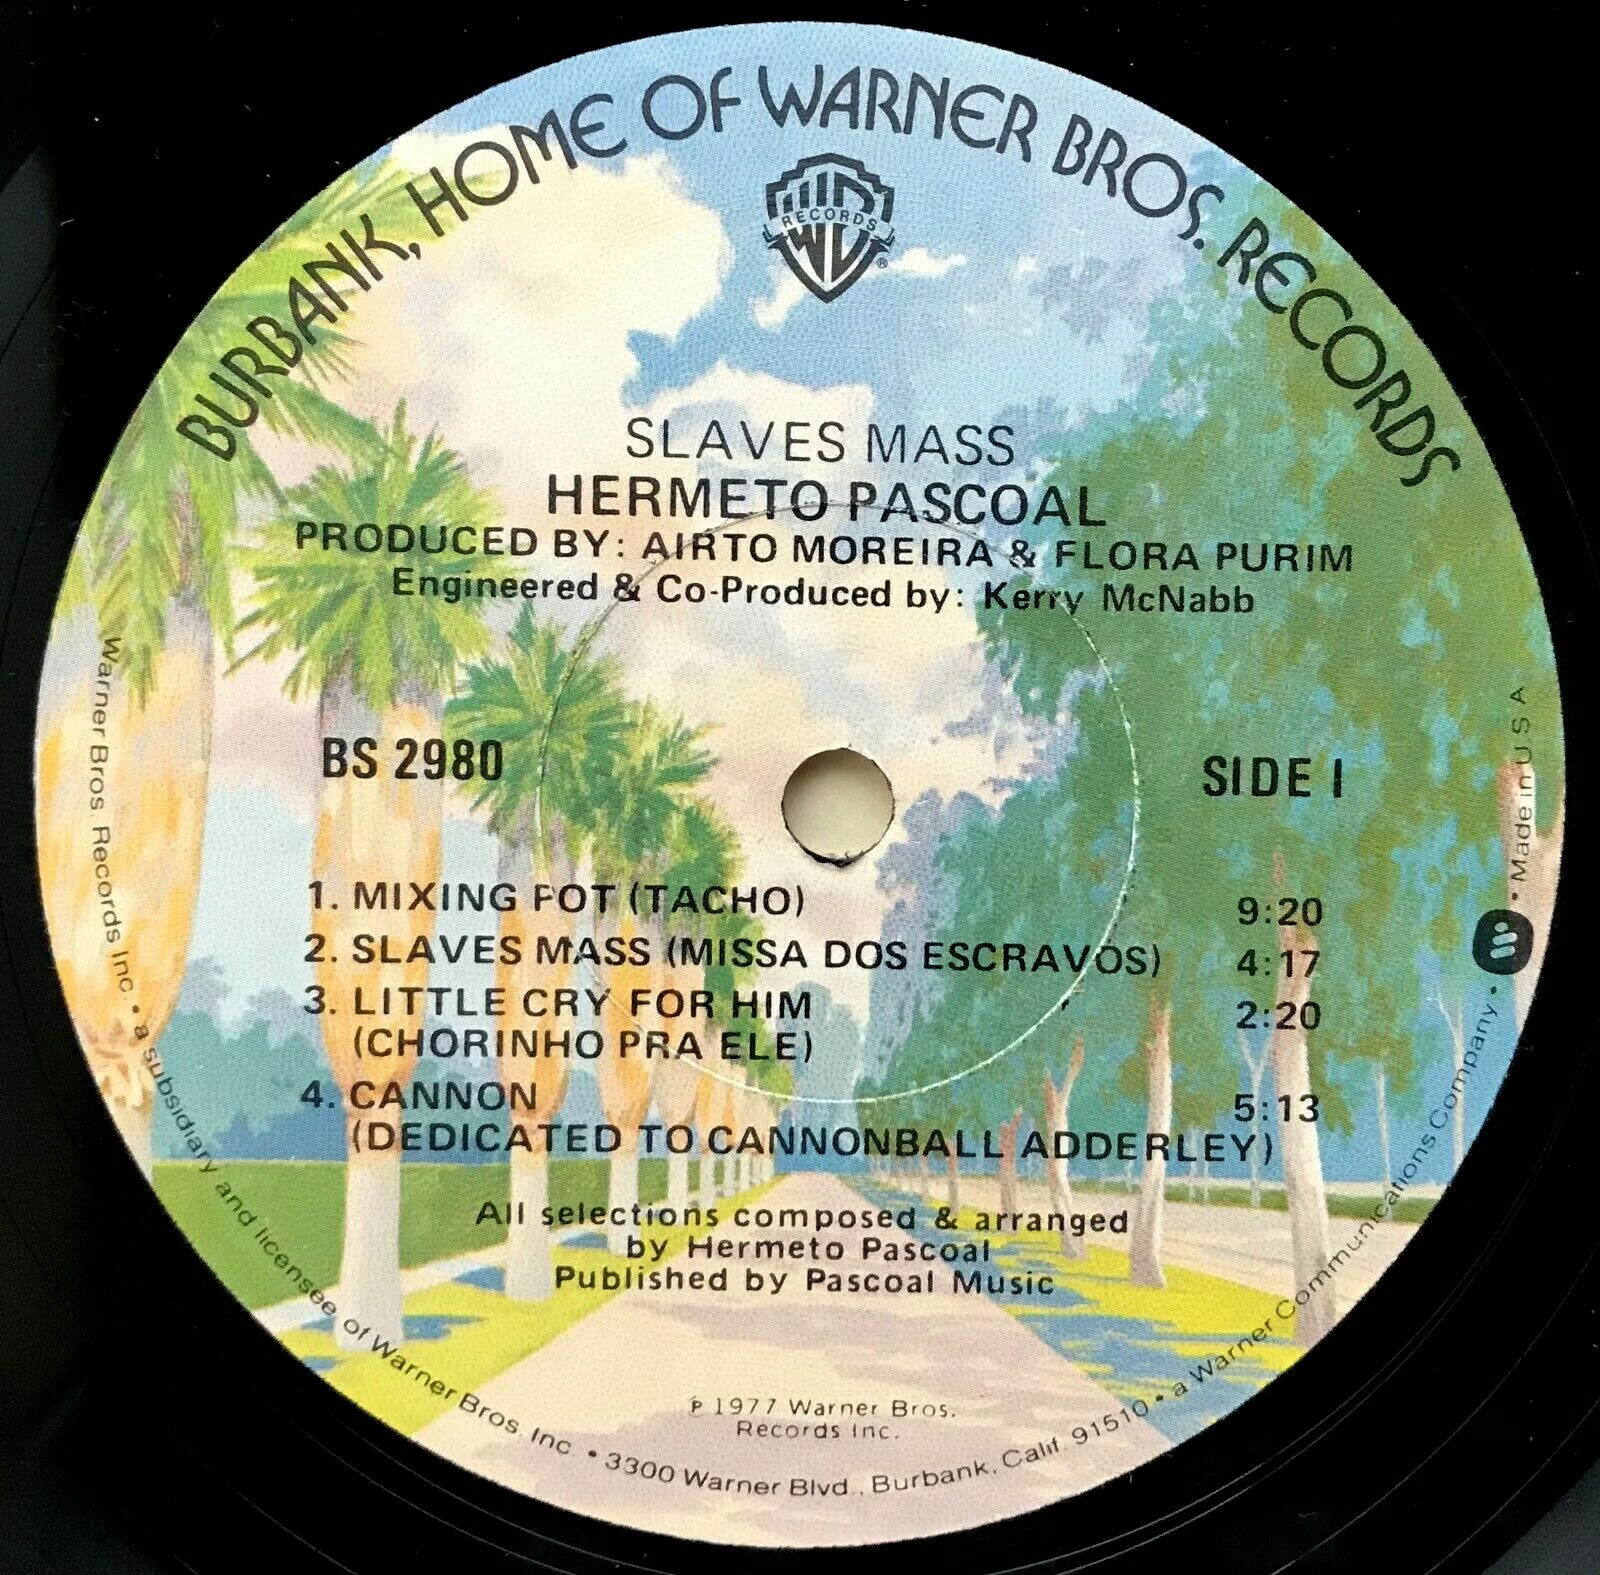 BURBANK, HOME OF WARNER BROS. RECORDS
RECORDS
®
SLAVES MASS
HERMETO PASCOAL
PRODUCED BY: AIRTO MOREIRA & FLORA PURIM
Engineered & Co-Produced by: Kerry McNabb
BS 2980
SIDE I
1. MIXING POT (TACHO) 9:20
2. SLAVES MASS (MISSA DOS ESCRAVOS) 4:17
3. LITTLE CRY FOR HIM 2:20
(CHORINHO PRA ELE)
4. CANNON 5:13
(DEDICATED TO CANNONBALL ADDERLEY)
All selections composed & arranged
by Hermeto Pascoal
Published by Pascoal Music
℗ 1977 Warner Bros.
Records Inc.
Warner Bros. Records Inc. • a subsidiary and licensee of Warner Bros. Inc. • 3300 Warner Blvd., Burbank, Calif. 91510 • a Warner Communications Company • Made in U S A